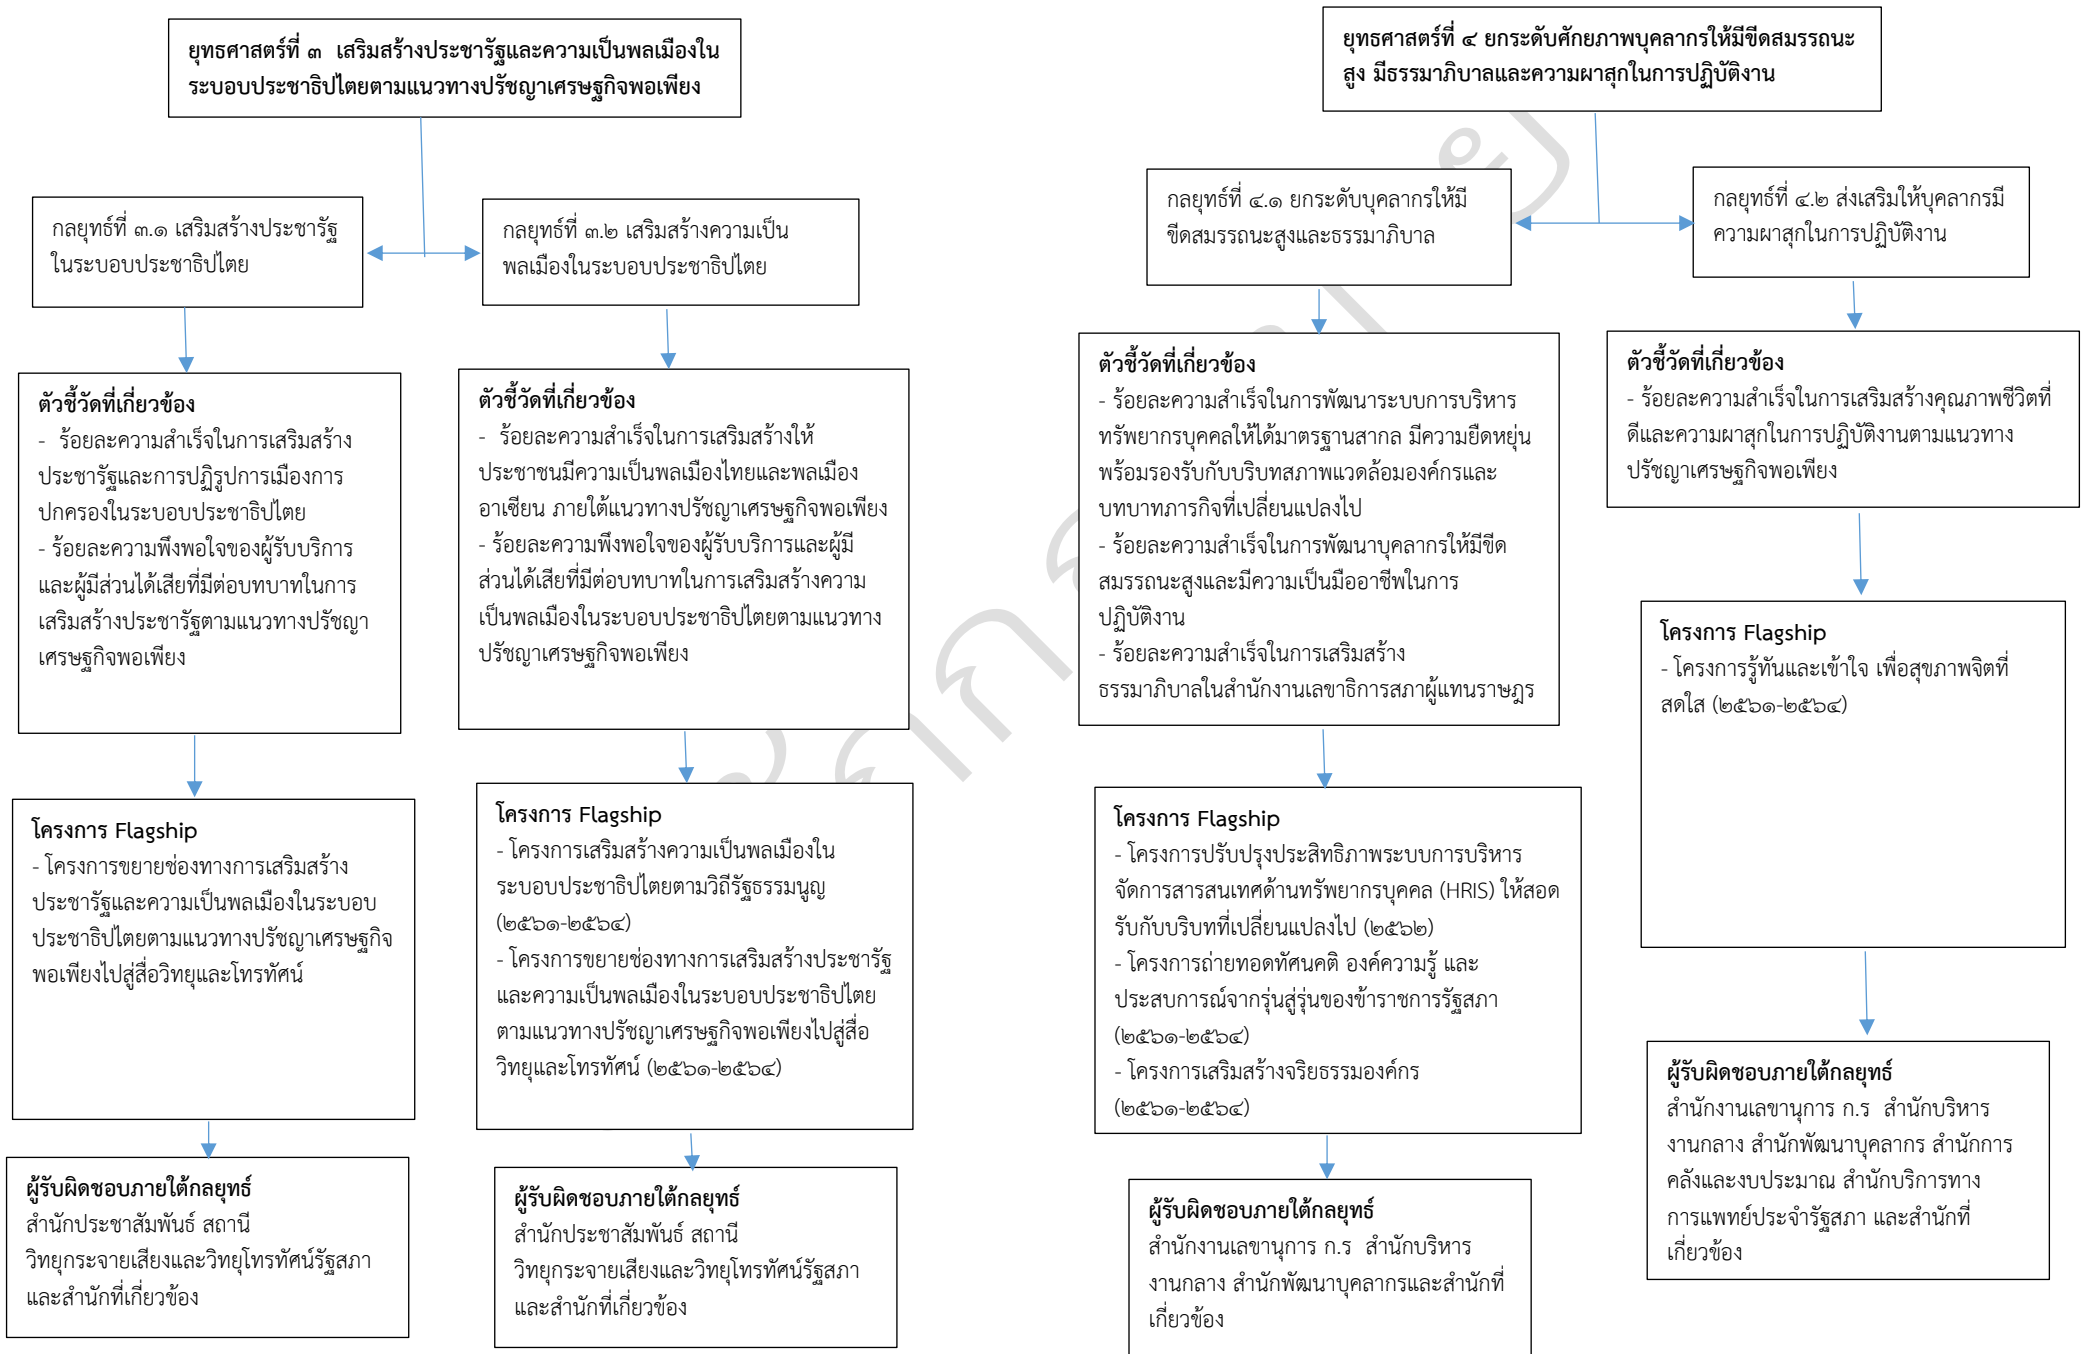 ยุทธศาสตร์ที่ ๓  เสริมสร้างประชารัฐและความเป็นพลเมืองใน
ระบอบประชาธิปไตยตามแนวทางปรัชญาเศรษฐกิจพอเพียง
กลยุทธ์ที่ ๓.๑ เสริมสร้างประชารัฐ
ในระบอบประชาธิปไตย
กลยุทธ์ที่ ๓.๒ เสริมสร้างความเป็น
พลเมืองในระบอบประชาธิปไตย
ตัวชี้วัดที่เกี่ยวข้อง
-  ร้อยละความสำเร็จในการเสริมสร้าง
ประชารัฐและการปฏิรูปการเมืองการ
ปกครองในระบอบประชาธิปไตย
- ร้อยละความพึงพอใจของผู้รับบริการ
และผู้มีส่วนได้เสียที่มีต่อบทบาทในการ
เสริมสร้างประชารัฐตามแนวทางปรัชญา
เศรษฐกิจพอเพียง
ตัวชี้วัดที่เกี่ยวข้อง
-  ร้อยละความสำเร็จในการเสริมสร้างให้
ประชาชนมีความเป็นพลเมืองไทยและพลเมือง
อาเซียน ภายใต้แนวทางปรัชญาเศรษฐกิจพอเพียง
- ร้อยละความพึงพอใจของผู้รับบริการและผู้มี
ส่วนได้เสียที่มีต่อบทบาทในการเสริมสร้างความ
เป็นพลเมืองในระบอบประชาธิปไตยตามแนวทาง
ปรัชญาเศรษฐกิจพอเพียง
โครงการ Flagship
- โครงการขยายช่องทางการเสริมสร้าง
ประชารัฐและความเป็นพลเมืองในระบอบ
ประชาธิปไตยตามแนวทางปรัชญาเศรษฐกิจ
พอเพียงไปสู่สื่อวิทยุและโทรทัศน์
โครงการ Flagship
- โครงการเสริมสร้างความเป็นพลเมืองใน
ระบอบประชาธิปไตยตามวิถีรัฐธรรมนูญ
(๒๕๖๑-๒๕๖๔)
- โครงการขยายช่องทางการเสริมสร้างประชารัฐ
และความเป็นพลเมืองในระบอบประชาธิปไตย
ตามแนวทางปรัชญาเศรษฐกิจพอเพียงไปสู่สื่อ
วิทยุและโทรทัศน์ (๒๕๖๑-๒๕๖๔)
ผู้รับผิดชอบภายใต้กลยุทธ์
สำนักประชาสัมพันธ์ สถานี
วิทยุกระจายเสียงและวิทยุโทรทัศน์รัฐสภา
และสำนักที่เกี่ยวข้อง
ผู้รับผิดชอบภายใต้กลยุทธ์
สำนักประชาสัมพันธ์ สถานี
วิทยุกระจายเสียงและวิทยุโทรทัศน์รัฐสภา
และสำนักที่เกี่ยวข้อง
ยุทธศาสตร์ที่ ๔ ยกระดับศักยภาพบุคลากรให้มีขีดสมรรถนะ
สูง มีธรรมาภิบาลและความผาสุกในการปฏิบัติงาน
กลยุทธ์ที่ ๔.๑ ยกระดับบุคลากรให้มี
ขีดสมรรถนะสูงและธรรมาภิบาล
กลยุทธ์ที่ ๔.๒ ส่งเสริมให้บุคลากรมี
ความผาสุกในการปฏิบัติงาน
ตัวชี้วัดที่เกี่ยวข้อง
- ร้อยละความสำเร็จในการพัฒนาระบบการบริหาร
ทรัพยากรบุคคลให้ได้มาตรฐานสากล มีความยืดหยุ่น
พร้อมรองรับกับบริบทสภาพแวดล้อมองค์กรและ
บทบาทภารกิจที่เปลี่ยนแปลงไป
- ร้อยละความสำเร็จในการพัฒนาบุคลากรให้มีขีด
สมรรถนะสูงและมีความเป็นมืออาชีพในการ
ปฏิบัติงาน
- ร้อยละความสำเร็จในการเสริมสร้าง
ธรรมาภิบาลในสำนักงานเลขาธิการสภาผู้แทนราษฎร
ตัวชี้วัดที่เกี่ยวข้อง
- ร้อยละความสำเร็จในการเสริมสร้างคุณภาพชีวิตที่
ดีและความผาสุกในการปฏิบัติงานตามแนวทาง
ปรัชญาเศรษฐกิจพอเพียง
โครงการ Flagship
- โครงการปรับปรุงประสิทธิภาพระบบการบริหาร
จัดการสารสนเทศด้านทรัพยากรบุคคล (HRIS) ให้สอด
รับกับบริบทที่เปลี่ยนแปลงไป (๒๕๖๒)
- โครงการถ่ายทอดทัศนคติ องค์ความรู้ และ
ประสบการณ์จากรุ่นสู่รุ่นของข้าราชการรัฐสภา
(๒๕๖๑-๒๕๖๔)
- โครงการเสริมสร้างจริยธรรมองค์กร
(๒๕๖๑-๒๕๖๔)
โครงการ Flagship
- โครงการรู้ทันและเข้าใจ เพื่อสุขภาพจิตที่
สดใส (๒๕๖๑-๒๕๖๔)
ผู้รับผิดชอบภายใต้กลยุทธ์
สำนักงานเลขานุการ ก.ร  สำนักบริหาร
งานกลาง สำนักพัฒนาบุคลากรและสำนักที่
เกี่ยวข้อง
ผู้รับผิดชอบภายใต้กลยุทธ์
สำนักงานเลขานุการ ก.ร  สำนักบริหาร
งานกลาง สำนักพัฒนาบุคลากร สำนักการ
คลังและงบประมาณ สำนักบริการทาง
การแพทย์ประจำรัฐสภา และสำนักที่
เกี่ยวข้อง